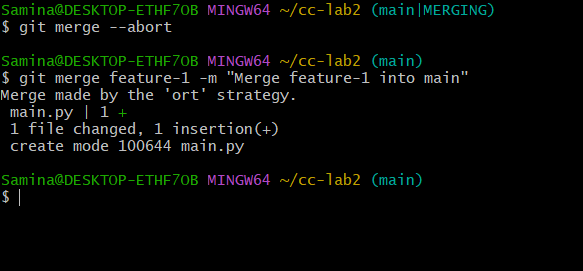 Samina@DESKTOP-ETHF7OB MINGW64 ~/cc-lab2 (main|MERGING)
$ git merge --abort
Samina@DESKTOP-ETHF7OB MINGW64 ~/cc-lab2 (main)
$ git merge feature-1 -m "Merge feature-1 into main"
Merge made by the 'ort' strategy.
 main.py | 1 +
 1 file changed, 1 insertion(+)
 create mode 100644 main.py
Samina@DESKTOP-ETHF7OB MINGW64 ~/cc-lab2 (main)
$